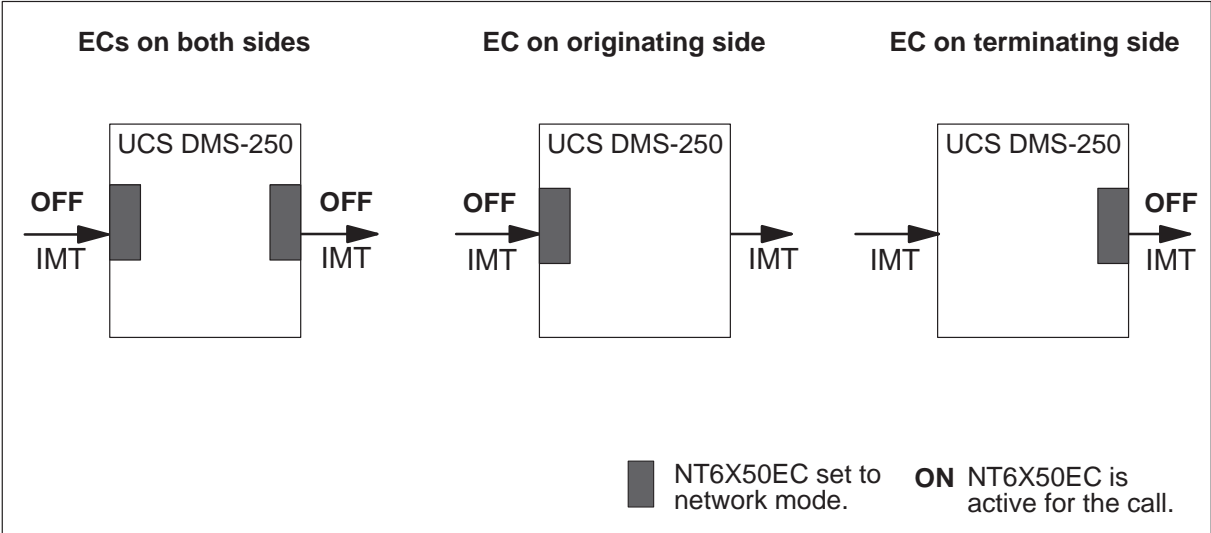 ECs on both sides
UCS DMS-250
OFF
IMT
OFF
IMT
EC on originating side
UCS DMS-250
OFF
IMT
IMT
EC on terminating side
UCS DMS-250
IMT
OFF
IMT
NT6X50EC set to
network mode.
ON NT6X50EC is
active for the call.